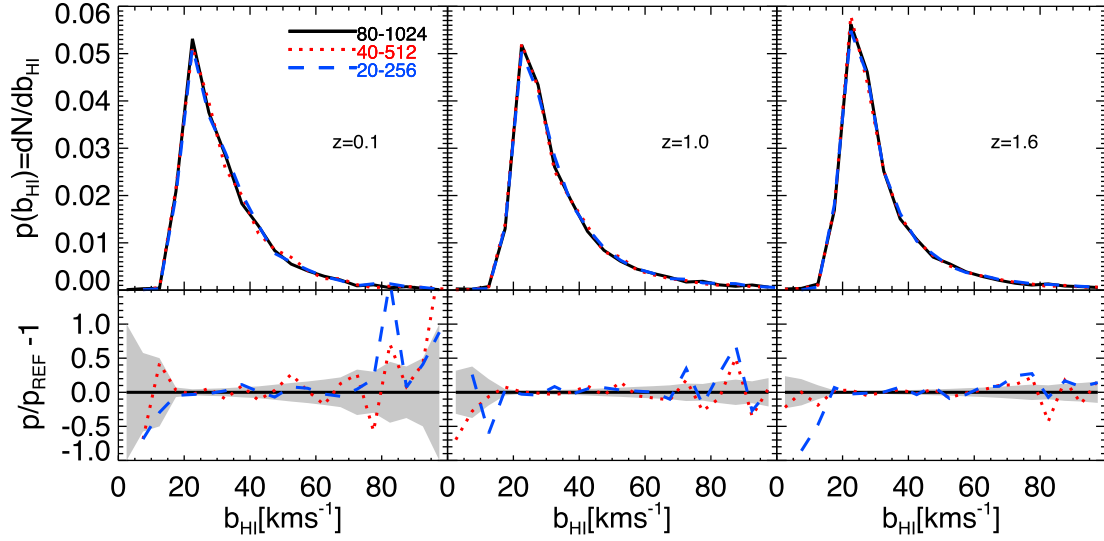 0.06
0.05
0.04
0.03
0.02
0.01
0.00
p(b_HI)=dN/db_HI
80-1024
40-512
20-256
z=0.1
z=1.0
z=1.6
1.0
0.5
0.0
-0.5
-1.0
p/p_REF -1
0 20 40 60 80 0 20 40 60 80 0 20 40 60 80
b_HI[kms⁻¹] b_HI[kms⁻¹] b_HI[kms⁻¹]